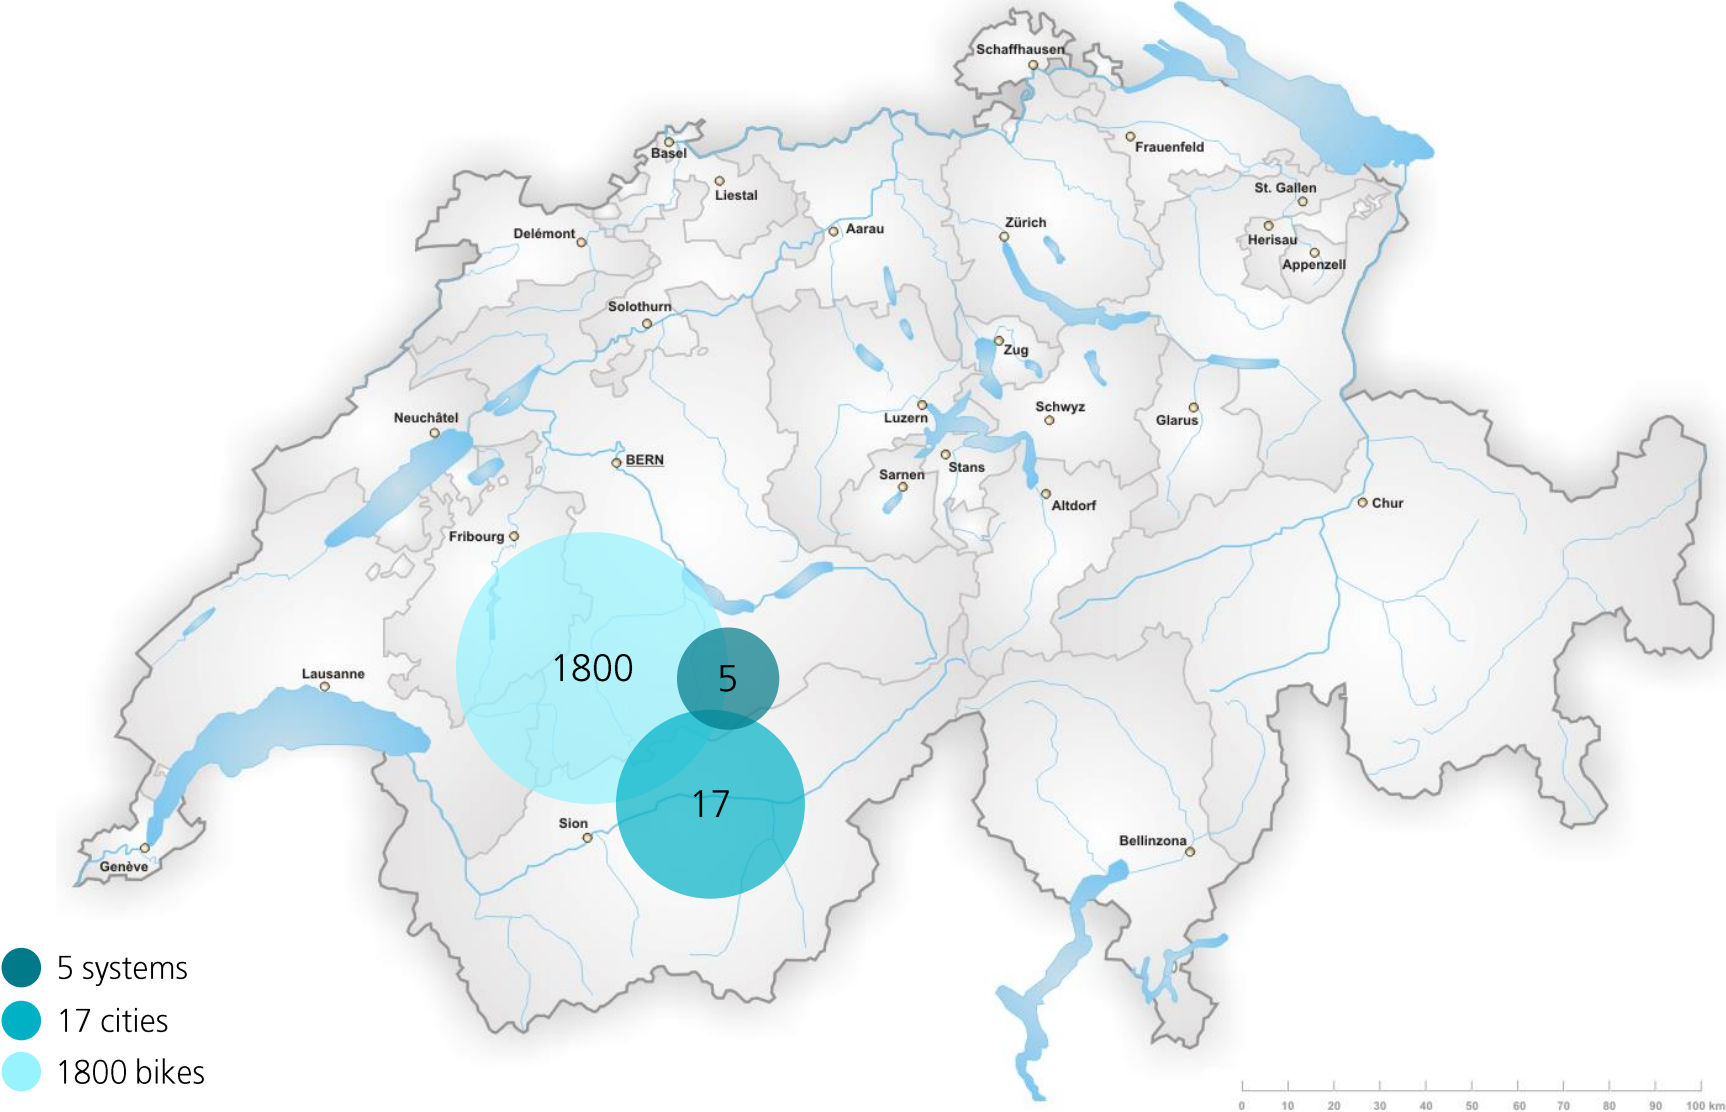 Schaffhausen
Basel
Frauenfeld
Liestal
St. Gallen
Delémont
Aarau
Zürich
Herisau
Appenzell
Solothurn
Zug
Neuchâtel
Luzern
Schwyz
Glarus
BERN
Stans
Sarnen
Altdorf
Chur
Fribourg
1800
5
Lausanne
17
Sion
Bellinzona
Genève
5 systems
17 cities
1800 bikes
0 10 20 30 40 50 60 70 80 90 100 km